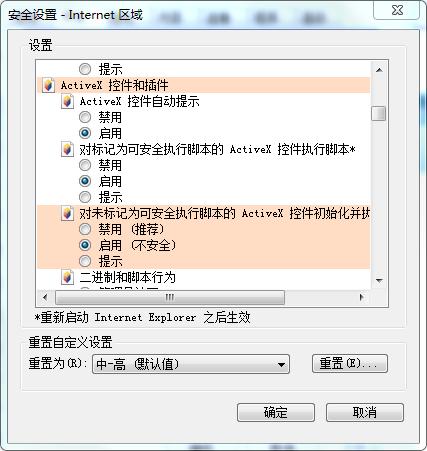 安全设置 - Internet 区域
设置
提示
ActiveX 控件和插件
ActiveX 控件自动提示
禁用
启用
对标记为可安全执行脚本的 ActiveX 控件执行脚本*
禁用
启用
提示
对未标记为可安全执行脚本的 ActiveX 控件初始化并执
禁用 (推荐)
启用 (不安全)
提示
二进制和脚本行为
*重新启动 Internet Explorer 之后生效
重置自定义设置
重置为(R): 中-高 (默认值) 重置(E)...
确定 取消